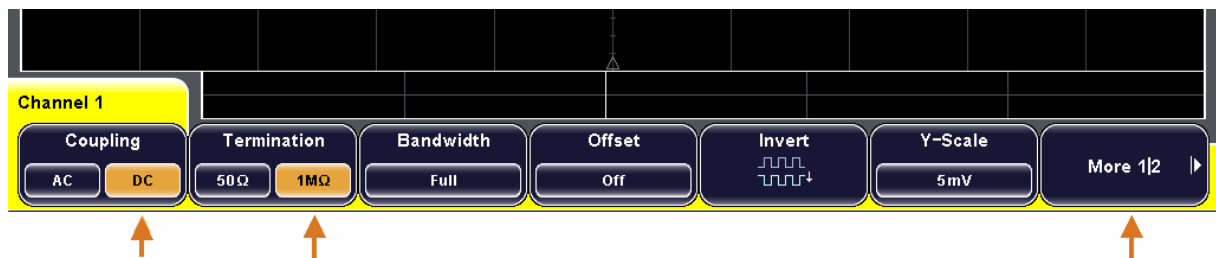 Channel 1
Coupling Termination Bandwidth Offset Invert Y-Scale More 1|2
AC DC 50Ω 1MΩ Full Off 5mV